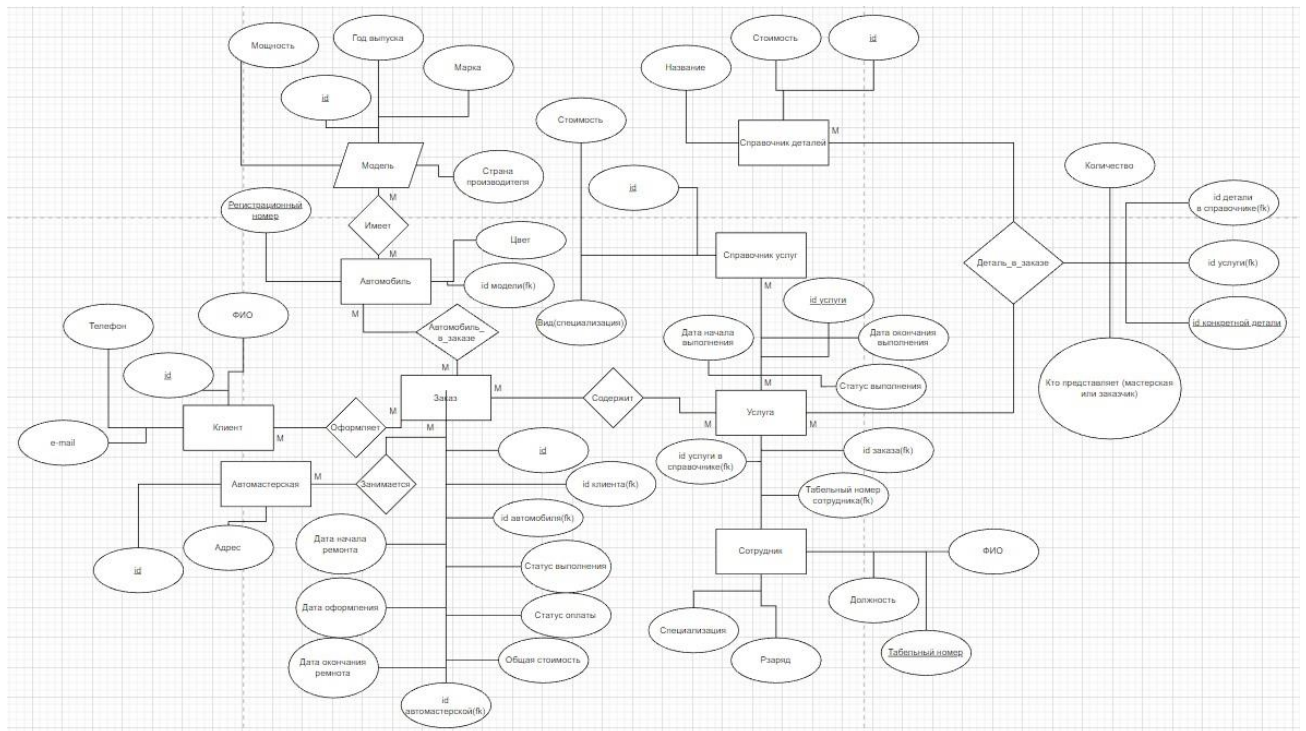 Мощность
Год выпуска
Марка
id
Модель
Страна
производителя
М
Регистрационный
номер
Имеет
М
Цвет
Автомобиль
id модели(fk)
М
Автомобиль_
в_заказе
М
Телефон
ФИО
id
e-mail
Клиент
М
Оформляет
М
Заказ
М
Автомастерская
М
Занимается
id
Адрес
id
id клиента(fk)
id автомобиля(fk)
Дата начала
ремонта
Статус выполнения
Дата оформления
Статус оплаты
Дата окончания
ремнота
Общая стоимость
id
автомастерской(fk)
Стоимость
id
Название
Справочник деталей
М
Стоимость
id
Справочник услуг
М
Вид(специализация)
id услуги
Дата начала
выполнения
Дата окончания
выполнения
Статус выполнения
М
Содержит
Услуга
М
М
id услуги в
справочнике(fk)
id заказа(fk)
Табельный номер
сотрудника(fk)
Сотрудник
ФИО
Должность
Специализация
Рзаряд
Табельный номер
Количество
id детали
в справочнике(fk)
Деталь_в_заказе
id услуги(fk)
id конкретной детали
Кто представляет (мастерская
или заказчик)